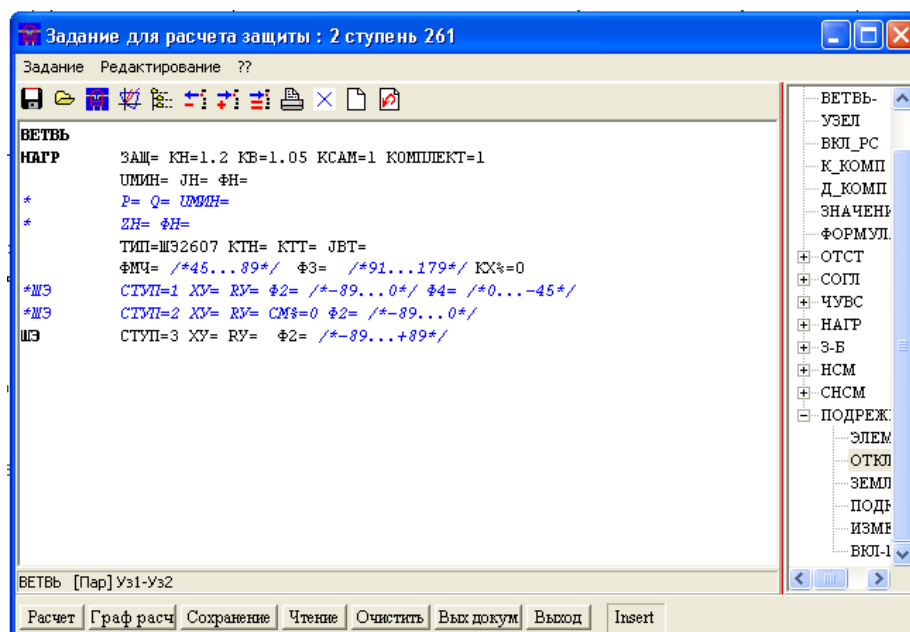 Задание для расчета защиты : 2 ступень 261
Задание Редактирование ??
ВЕТВЬ
НАГР ЗАЩ= КН=1.2 КВ=1.05 КСАМ=1 КОМПЛЕКТ=1
UМИН= JН= ФН=
* P= Q= UМИН=
* ZН= ФН=
ТИП=ШЭ2607 КТН= КТТ= JВТ=
ФМЧ= /*45...89*/ ФЗ= /*91...179*/ КХ%=0
*ШЭ СТУП=1 ХУ= RУ= Ф2= /*-89...0*/ Ф4= /*0...-45*/
*ШЭ СТУП=2 ХУ= RУ= СМ%=0 Ф2= /*-89...0*/
ШЭ СТУП=3 ХУ= RУ= Ф2= /*-89...+89*/
ВЕТВЬ [Пар] Уз1-Уз2
Расчет Граф расч Сохранение Чтение Очистить Вых докум Выход Insert
ВЕТВЬ-
УЗЕЛ
ВКЛ_РС
К_КОМП
Д_КОМП
ЗНАЧЕНИ
ФОРМУЛ
ОТСТ
СОГЛ
ЧУВС
НАГР
З-Б
НСМ
СНСМ
ПОДРЕЖ
ЭЛЕМ
ОТКЛ
ЗЕМЛ
ИЗМЕ